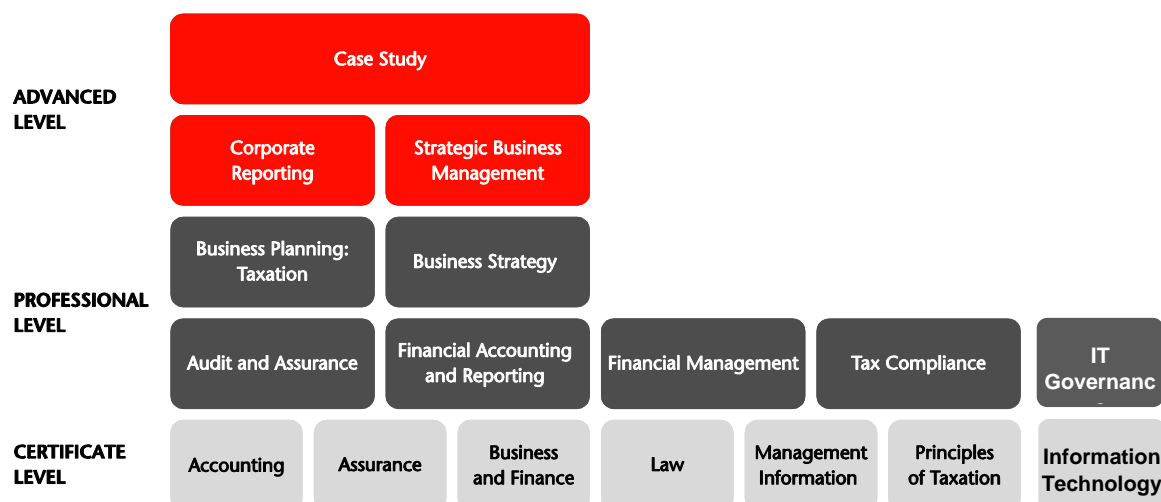 ADVANCED
LEVEL
Case Study
Corporate
Reporting
Strategic Business
Management
PROFESSIONAL
LEVEL
Business Planning:
Taxation
Business Strategy
Audit and Assurance
Financial Accounting
and Reporting
Financial Management
Tax Compliance
IT
Governanc
CERTIFICATE
LEVEL
Accounting
Assurance
Business
and Finance
Law
Management
Information
Principles
of Taxation
Information
Technology